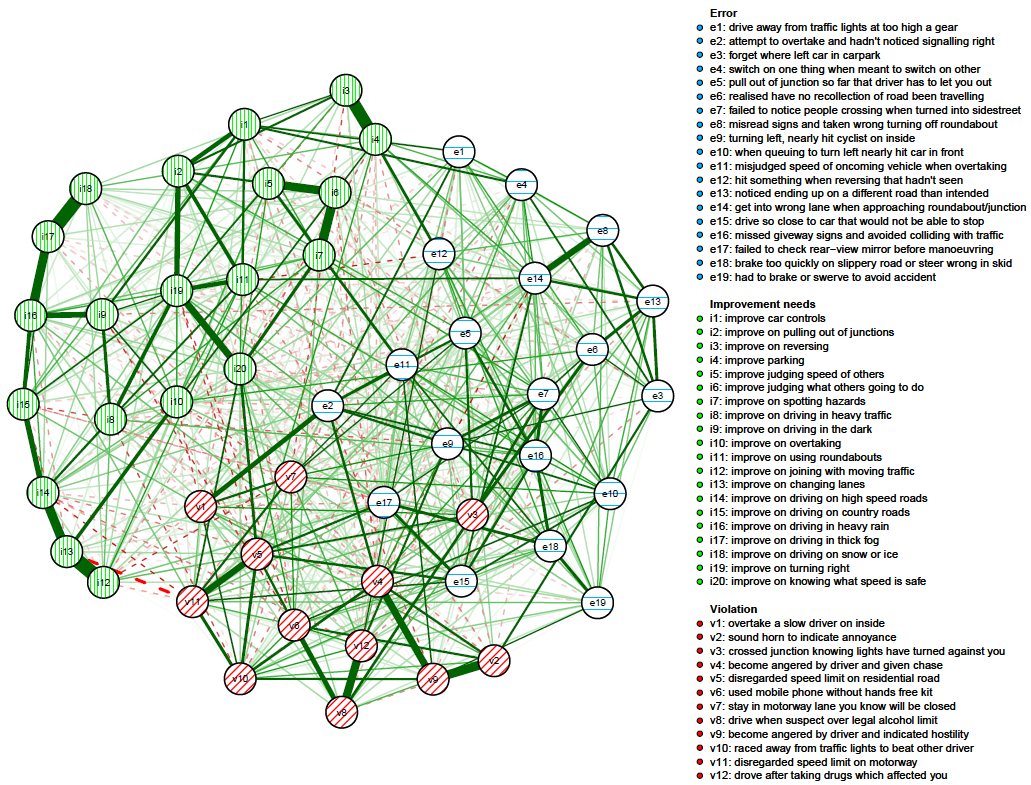 Error
e1: drive away from traffic lights at too high a gear
e2: attempt to overtake and hadn't noticed signalling right
e3: forget where left car in carpark
e4: switch on one thing when meant to switch on other
e5: pull out of junction so far that driver has to let you out
e6: realised have no recollection of road been travelling
e7: failed to notice people crossing when turned into sidestreet
e8: misread signs and taken wrong turning off roundabout
e9: turning left, nearly hit cyclist on inside
e10: when queuing to turn left nearly hit car in front
e11: misjudged speed of oncoming vehicle when overtaking
e12: hit something when reversing that hadn't seen
e13: noticed ending up on a different road than intended
e14: get into wrong lane when approaching roundabout/junction
e15: drive so close to car that would not be able to stop
e16: missed giveway signs and avoided colliding with traffic
e17: failed to check rear−view mirror before manoeuvring
e18: brake too quickly on slippery road or steer wrong in skid
e19: had to brake or swerve to avoid accident
Improvement needs
i1: improve car controls
i2: improve on pulling out of junctions
i3: improve on reversing
i4: improve parking
i5: improve judging speed of others
i6: improve judging what others going to do
i7: improve on spotting hazards
i8: improve on driving in heavy traffic
i9: improve on driving in the dark
i10: improve on overtaking
i11: improve on using roundabouts
i12: improve on joining with moving traffic
i13: improve on changing lanes
i14: improve on driving on high speed roads
i15: improve on driving on country roads
i16: improve on driving in heavy rain
i17: improve on driving in thick fog
i18: improve on driving on snow or ice
i19: improve on turning right
i20: improve on knowing what speed is safe
Violation
v1: overtake a slow driver on inside
v2: sound horn to indicate annoyance
v3: crossed junction knowing lights have turned against you
v4: become angered by driver and given chase
v5: disregarded speed limit on residential road
v6: used mobile phone without hands free kit
v7: stay in motorway lane you know will be closed
v8: drive when suspect over legal alcohol limit
v9: become angered by driver and indicated hostility
v10: raced away from traffic lights to beat other driver
v11: disregarded speed limit on motorway
v12: drove after taking drugs which affected you
i3
i1
i4
e1
i2
i5
e4
i18
i6
e8
i17
i7
e12
i11
e14
i19
e13
i16
i9
e5
e6
e11
i20
e7
e3
i15
i10
e2
i8
e9
e16
v7
i14
e10
v1
e17
v3
i13
v5
e18
i12
v4
e15
v11
e19
v6
v12
v2
v10
v9
v8